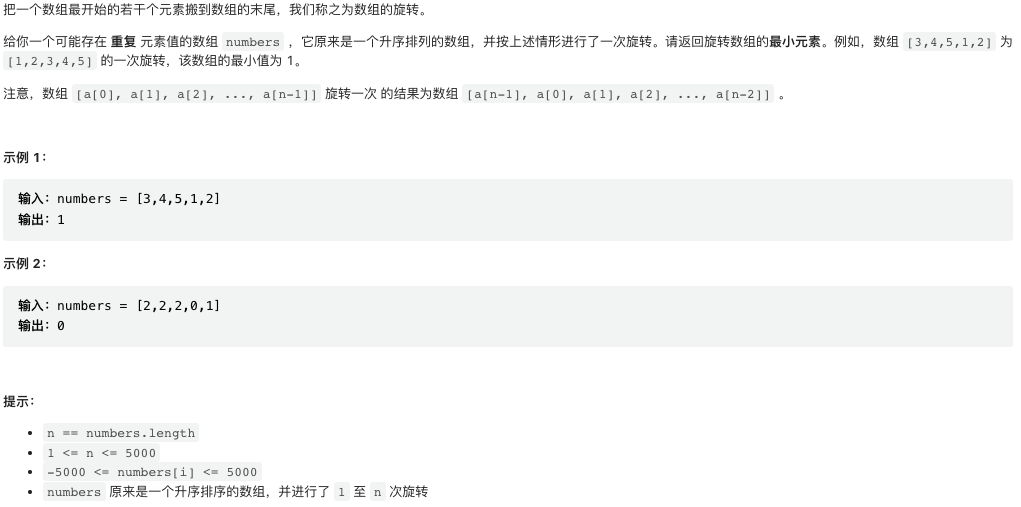 把一个数组最开始的若干个元素搬到数组的末尾，我们称之为数组的旋转。
给你一个可能存在 重复 元素值的数组 numbers ，它原来是一个升序排列的数组，并按上述情形进行了一次旋转。请返回旋转数组的最小元素。例如，数组 [3,4,5,1,2] 为
[1,2,3,4,5] 的一次旋转，该数组的最小值为 1。
注意，数组 [a[0], a[1], a[2], ..., a[n-1]] 旋转一次 的结果为数组 [a[n-1], a[0], a[1], a[2], ..., a[n-2]] 。
示例 1：
输入：numbers = [3,4,5,1,2]
输出：1
示例 2：
输入：numbers = [2,2,2,0,1]
输出：0
提示：
• n == numbers.length
• 1 <= n <= 5000
• -5000 <= numbers[i] <= 5000
• numbers 原来是一个升序排序的数组，并进行了 1 至 n 次旋转